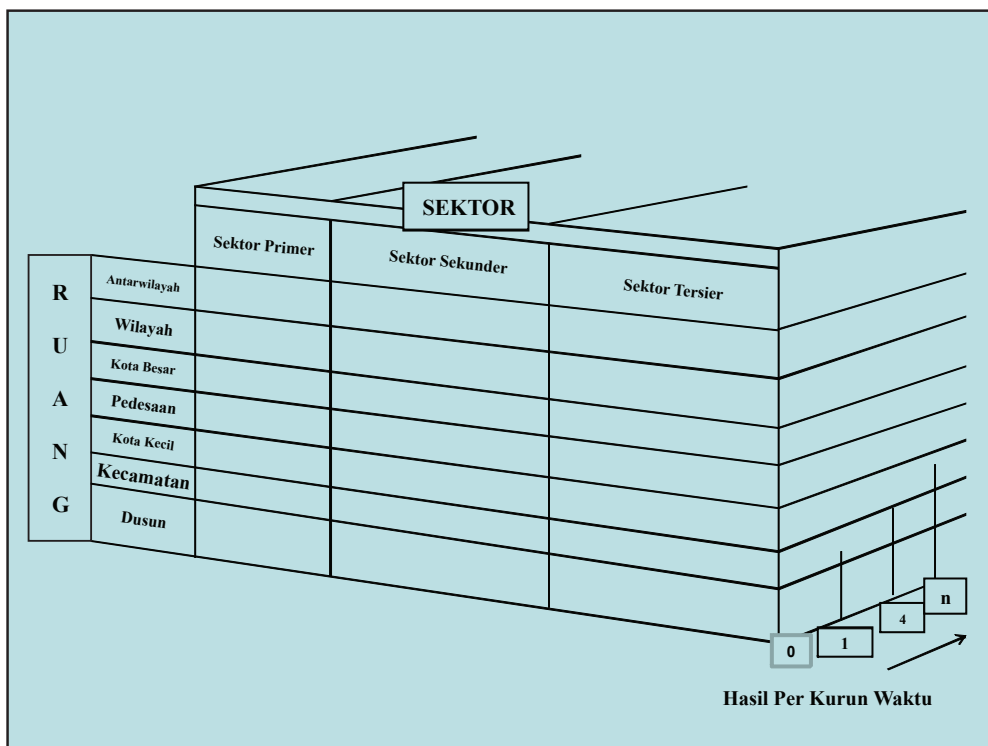 SEKTOR
Sektor Primer
Sektor Sekunder
Sektor Tersier
R
U
A
N
G
Antarwilayah
Wilayah
Kota Besar
Pedesaan
Kota Kecil
Kecamatan
Dusun
0
1
4
n
Hasil Per Kurun Waktu